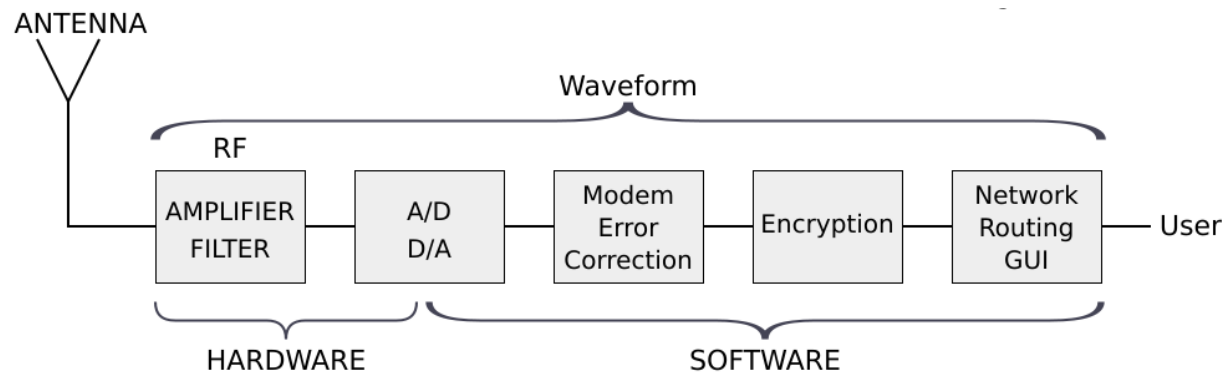 ANTENNA
Waveform
RF
AMPLIFIER
FILTER
A/D
D/A
Modem
Error
Correction
Encryption
Network
Routing
GUI
User
HARDWARE
SOFTWARE